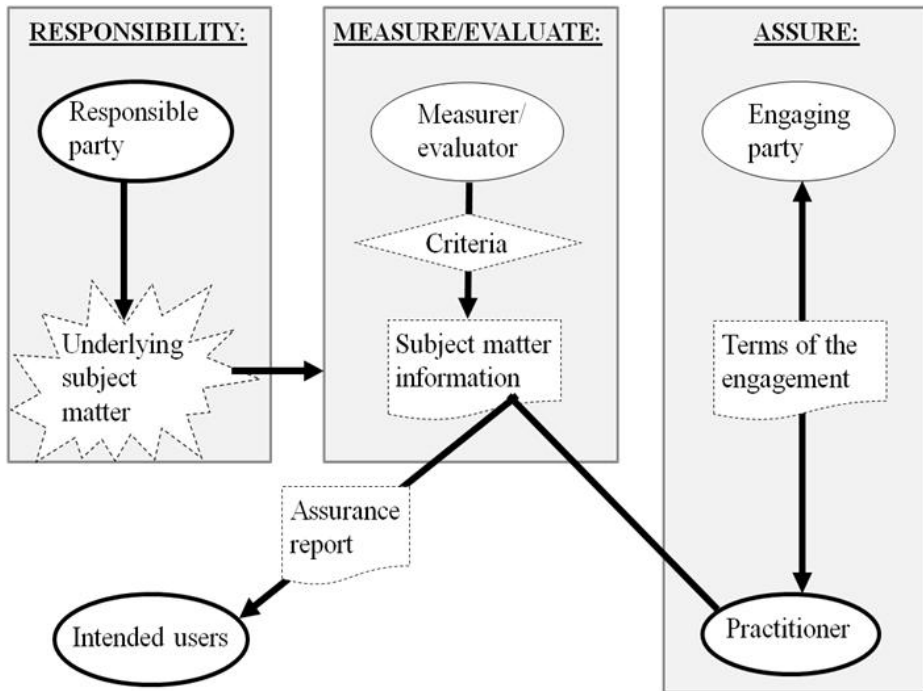 RESPONSIBILITY:
Responsible
party
Underlying
subject
matter
MEASURE/EVALUATE:
Measurer/
evaluator
Criteria
Subject matter
information
ASSURE:
Engaging
party
Terms of the
engagement
Assurance
report
Intended users
Practitioner